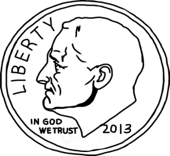 LIBERTY
IN GOD
WE TRUST
2013